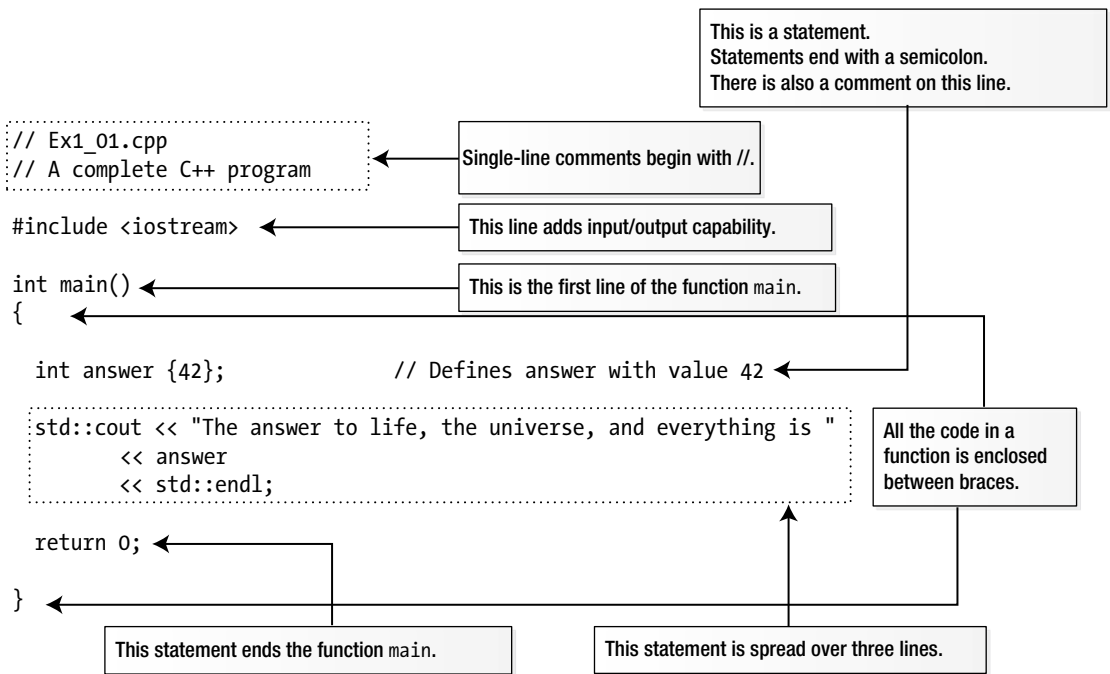 This is a statement.
Statements end with a semicolon.
There is also a comment on this line.
// Ex1_01.cpp
// A complete C++ program
Single-line comments begin with //.
#include <iostream>
This line adds input/output capability.
int main()
This is the first line of the function main.
{
int answer {42};                // Defines answer with value 42
std::cout << "The answer to life, the universe, and everything is "
<< answer
<< std::endl;
All the code in a
function is enclosed
between braces.
return 0;
}
This statement ends the function main.
This statement is spread over three lines.